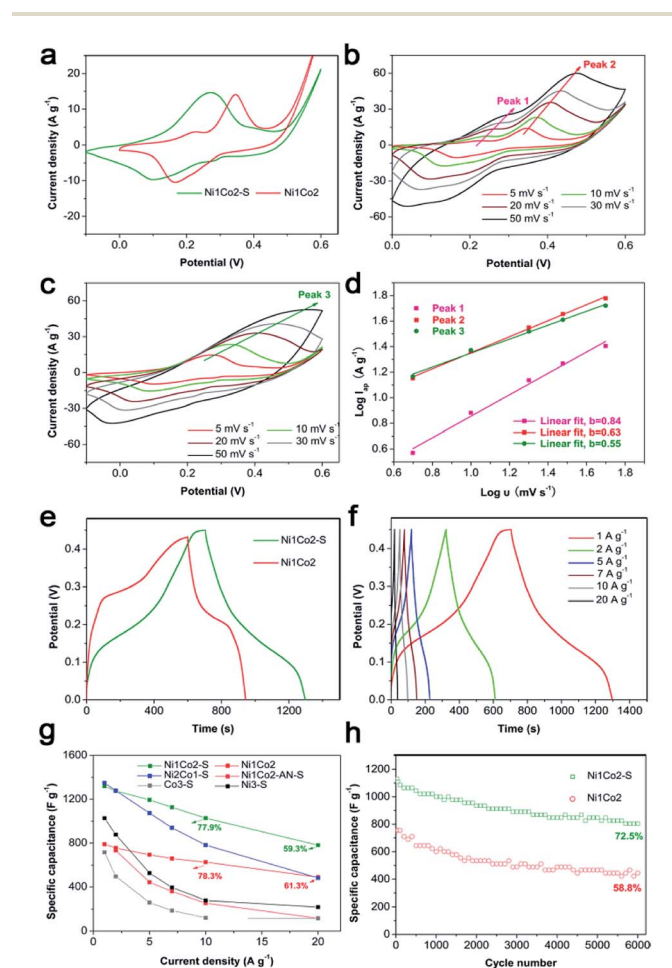 a
20
10
0
-10
0.0 0.2 0.4 0.6
Current density (A g⁻¹)
Potential (V)
Ni1Co2-S Ni1Co2
b
60
30
0
-30
-60
0.0 0.2 0.4 0.6
Current density (A g⁻¹)
Potential (V)
Peak 1
Peak 2
5 mV s⁻¹ 10 mV s⁻¹
20 mV s⁻¹ 30 mV s⁻¹
50 mV s⁻¹
c
60
30
0
-30
-60
0.0 0.2 0.4 0.6
Current density (A g⁻¹)
Potential (V)
Peak 3
5 mV s⁻¹ 10 mV s⁻¹
20 mV s⁻¹ 30 mV s⁻¹
50 mV s⁻¹
d
1.8
1.6
1.4
1.2
1.0
0.8
0.6
0.8 1.0 1.2 1.4 1.6 1.8
Log Iap (A g⁻¹)
Log υ (mV s⁻¹)
Peak 1
Peak 2
Peak 3
Linear fit, b=0.84
Linear fit, b=0.63
Linear fit, b=0.55
e
0.4
0.3
0.2
0.1
0.0
0 400 800 1200
Potential (V)
Time (s)
Ni1Co2-S
Ni1Co2
f
0.4
0.3
0.2
0.1
0.0
0 200 400 600 800 1000 1200 1400
Potential (V)
Time (s)
1 A g⁻¹
2 A g⁻¹
5 A g⁻¹
7 A g⁻¹
10 A g⁻¹
20 A g⁻¹
g
1600
1200
800
400
0
0 5 10 15 20
Specific capacitance (F g⁻¹)
Current density (A g⁻¹)
Ni1Co2-S Ni1Co2
Ni2Co1-S Ni1Co2-AN-S
Co3-S Ni3-S
77.9%
59.3%
78.3%
61.3%
h
1200
1000
800
600
400
200
0
0 1000 2000 3000 4000 5000 6000
Specific capacitance (F g⁻¹)
Cycle number
Ni1Co2-S
Ni1Co2
72.5%
58.8%